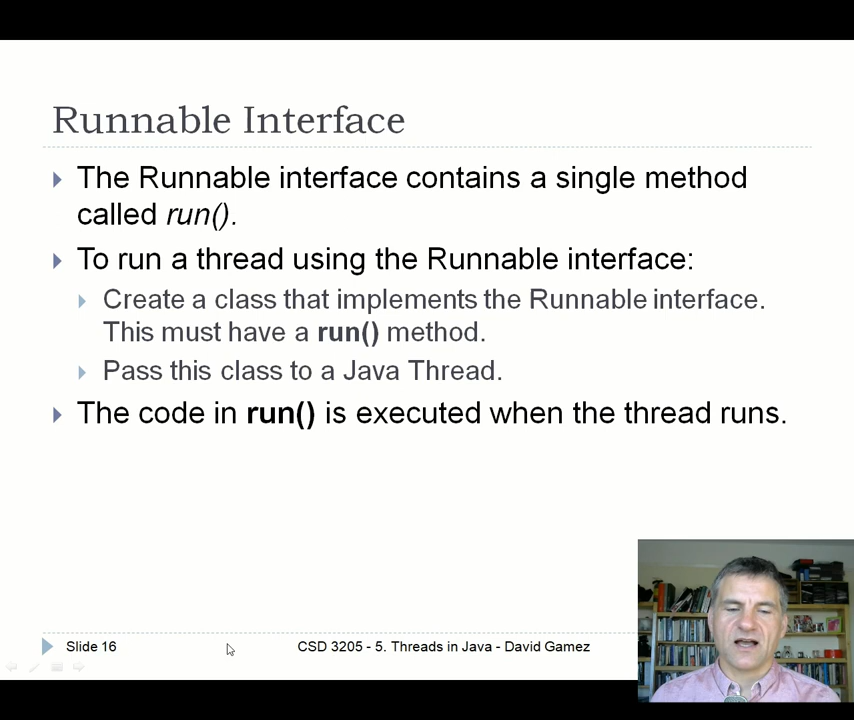 Runnable Interface
The Runnable interface contains a single method
called run().
To run a thread using the Runnable interface:
Create a class that implements the Runnable interface.
This must have a run() method.
Pass this class to a Java Thread.
The code in run() is executed when the thread runs.
Slide 16
CSD 3205 - 5. Threads in Java - David Gamez